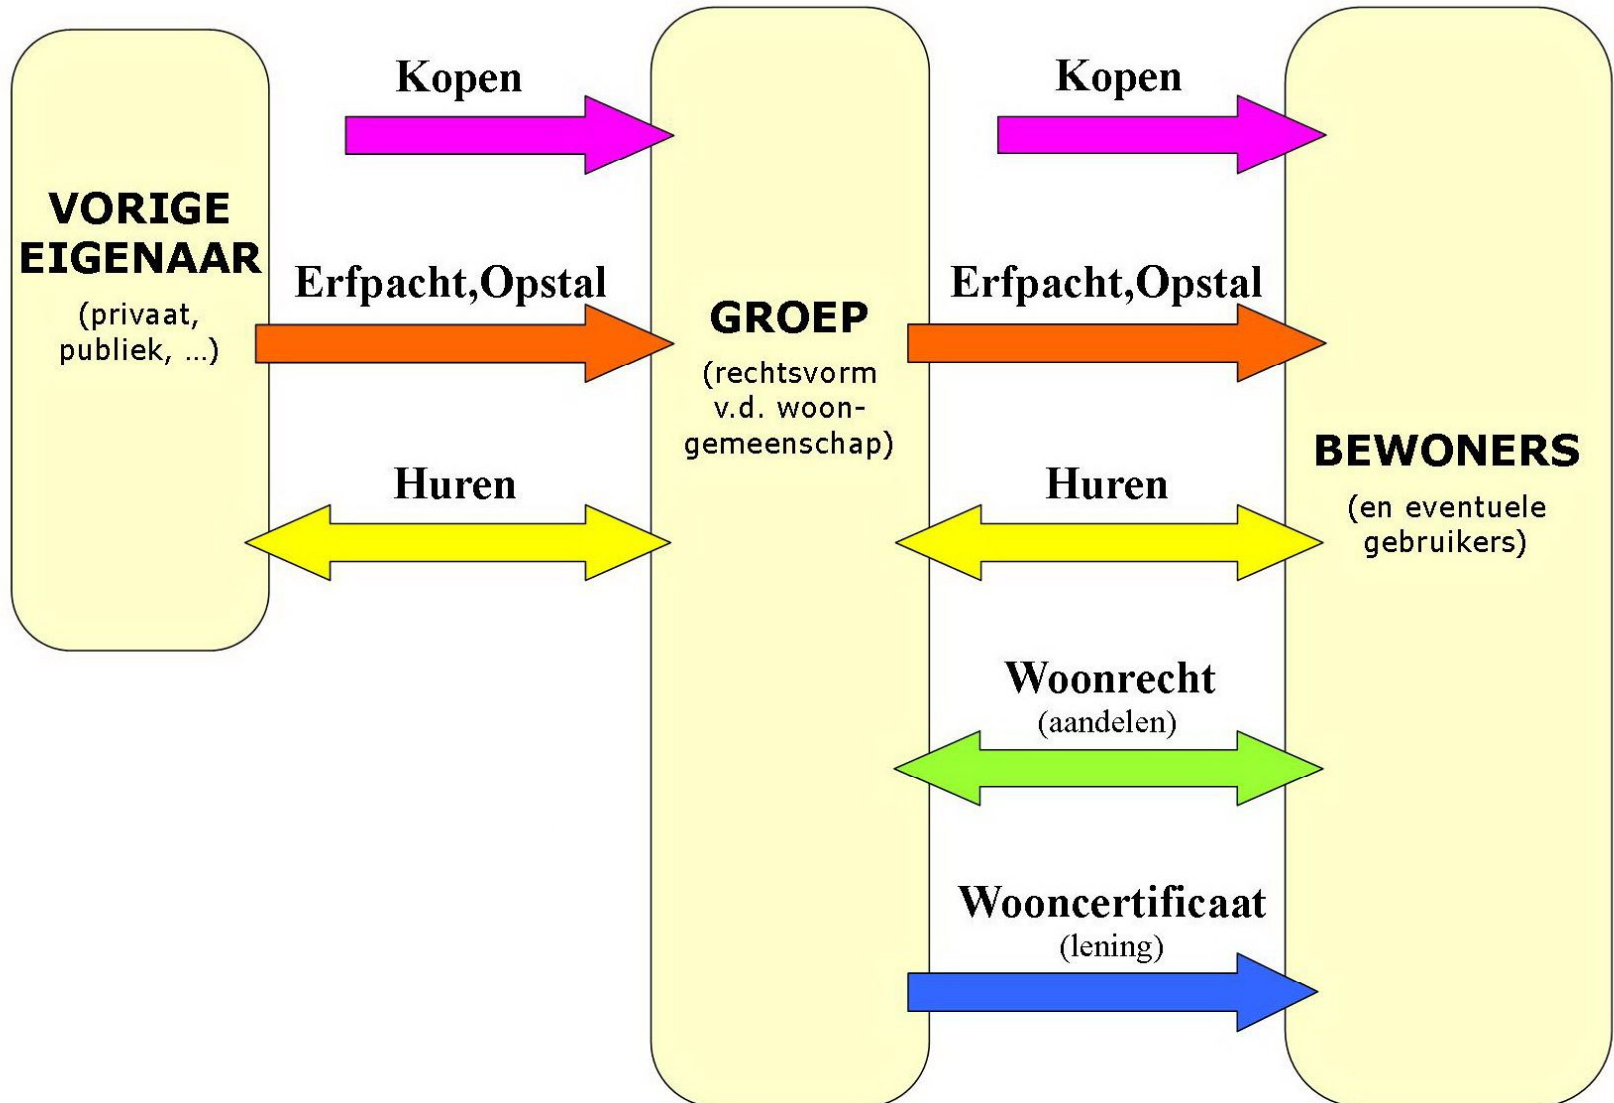 VORIGE
EIGENAAR
(privaat,
publiek, ...)
Kopen
Erfpacht,Opstal
Huren
GROEP
(rechtsvorm
v.d. woon-
gemeenschap)
Kopen
Erfpacht,Opstal
Huren
Woonrecht
(aandelen)
Wooncertificaat
(lening)
BEWONERS
(en eventuele
gebruikers)